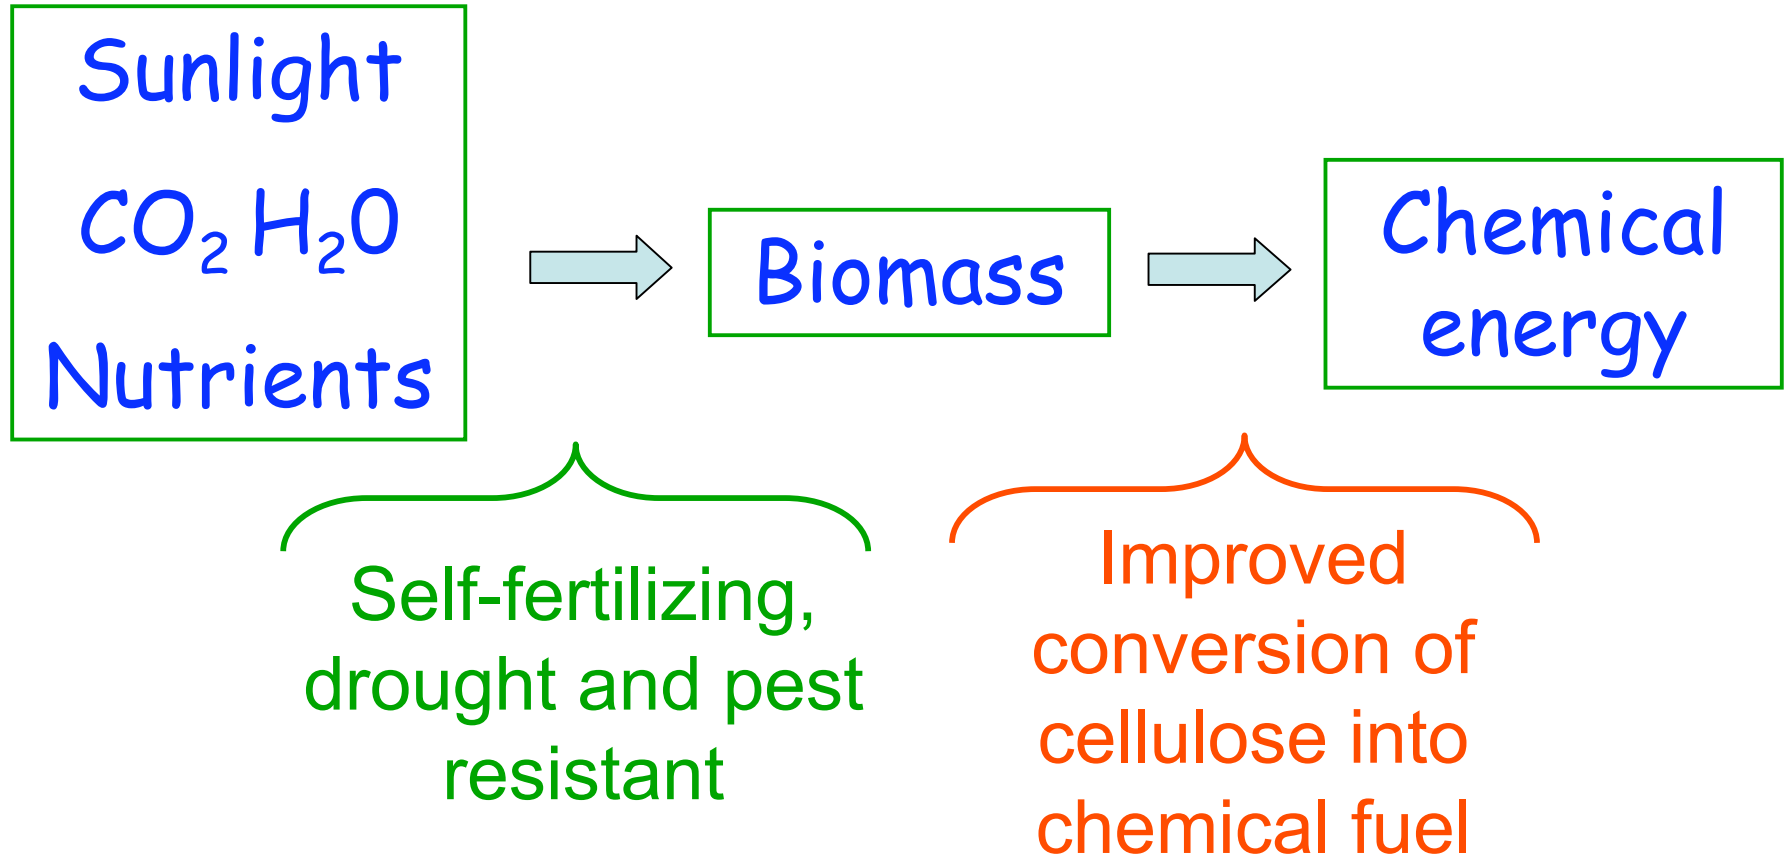 Sunlight
CO₂ H₂0
Nutrients
Biomass
Chemical
energy
Self-fertilizing,
drought and pest
resistant
Improved
conversion of
cellulose into
chemical fuel